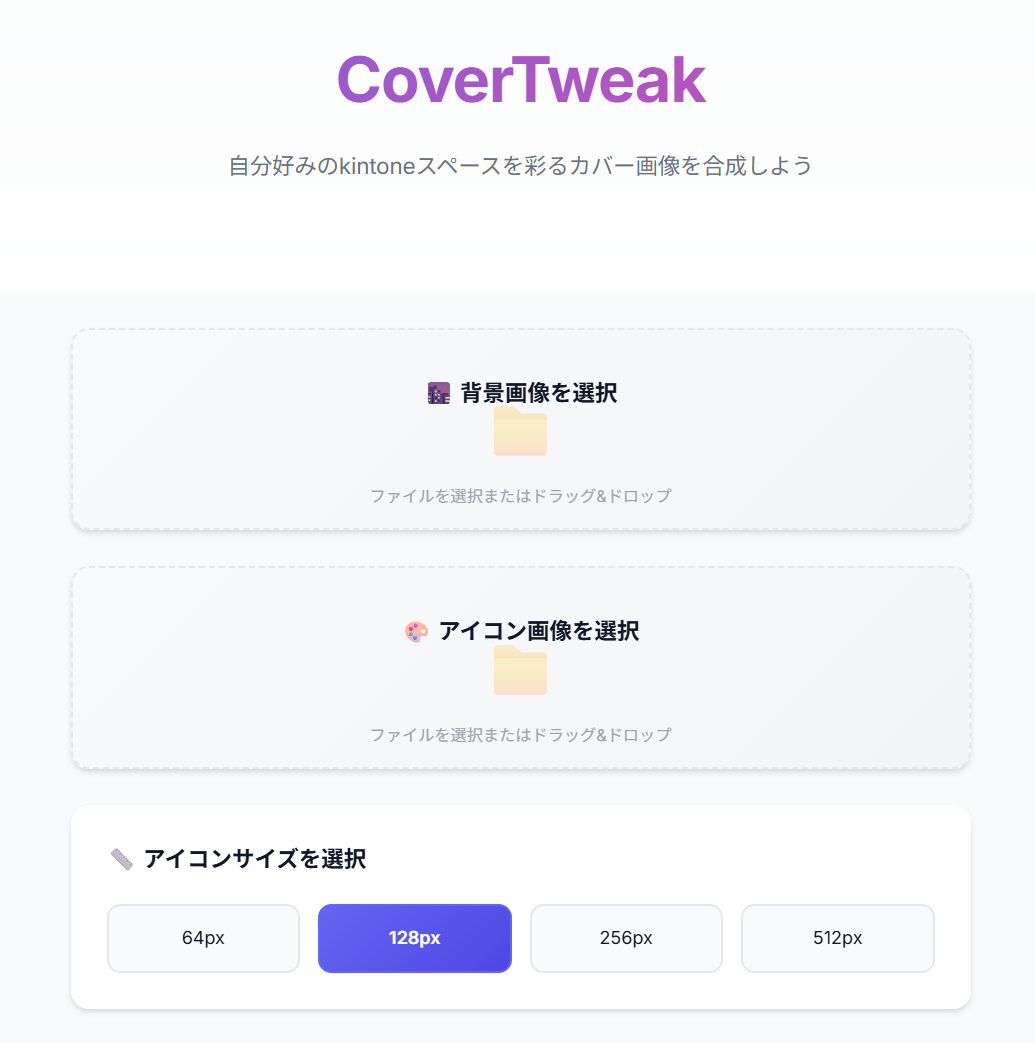 CoverTweak
自分好みのkintoneスペースを彩るカバー画像を合成しよう
背景画像を選択
ファイルを選択またはドラッグ&ドロップ
アイコン画像を選択
ファイルを選択またはドラッグ&ドロップ
アイコンサイズを選択
64px
128px
256px
512px